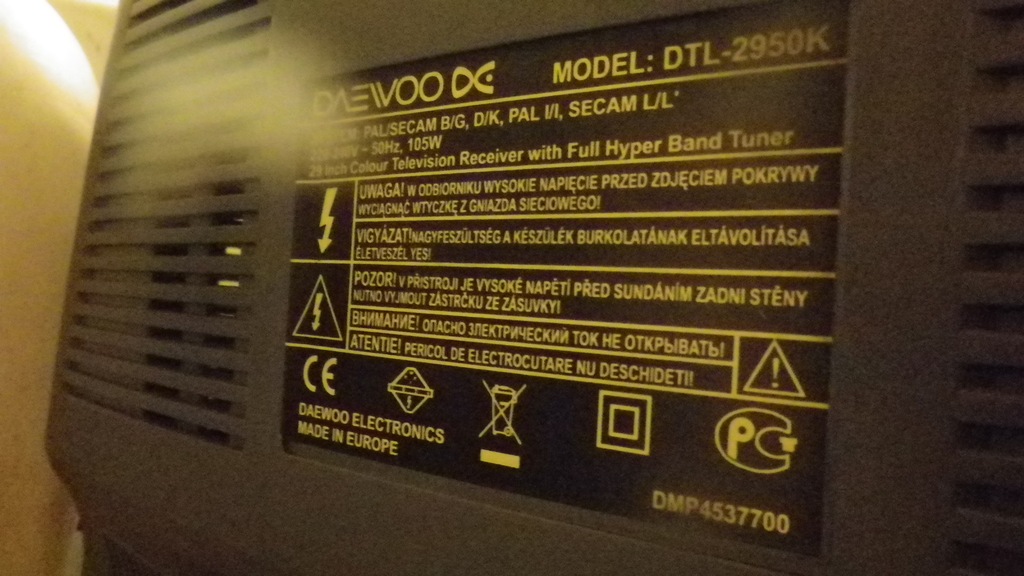 DAEWOO
MODEL: DTL-2950K
PAL/SECAM B/G, D/K, PAL I/I, SECAM L/L'
~ 50Hz, 105W
29 inch Colour Television Receiver with Full Hyper Band Tuner
UWAGA! W ODBIORNIKU WYSOKIE NAPIĘCIE PRZED ZDJĘCIEM POKRYWY
WYCIĄGNĄĆ WTYCZKĘ Z GNIAZDA SIECIOWEGO!
VIGYÁZAT!NAGYFESZÜLTSÉG A KÉSZÜLÉK BURKOLATÁNAK ELTÁVOLÍTÁSA
ÉLETVESZÉLYES!
POZOR! V PŘISTROJI JE VYSOKÉ NAPĚTÍ PŘED SUNDÁNÍM ZADNI STĚNY
NUTNO VYJMOUT ZÁSTRČKU ZE ZÁSUVKY!
ВНИМАНИЕ! ОПАСНО ЗЛЕКТРИЧЕСКИЙ ТОК НЕ ОТКРЫВАТЬ!
ATENTIE! PERICOL DE ELECTROCUTARE NU DESCHIDETI!
CE
DAEWOO ELECTRONICS
MADE IN EUROPE
DMP4537700